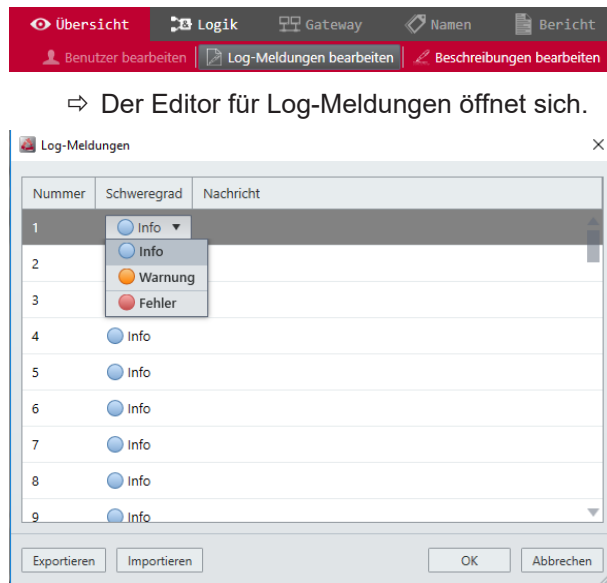 Übersicht Logik Gateway Namen Bericht
Benutzer bearbeiten Log-Meldungen bearbeiten Beschreibungen bearbeiten
⇨ Der Editor für Log-Meldungen öffnet sich.
Log-Meldungen
Nummer Schweregrad Nachricht
1 Info
Info
2
Warnung
3
Fehler
4 Info
5 Info
6 Info
7 Info
8 Info
9 Info
Exportieren Importieren OK Abbrechen